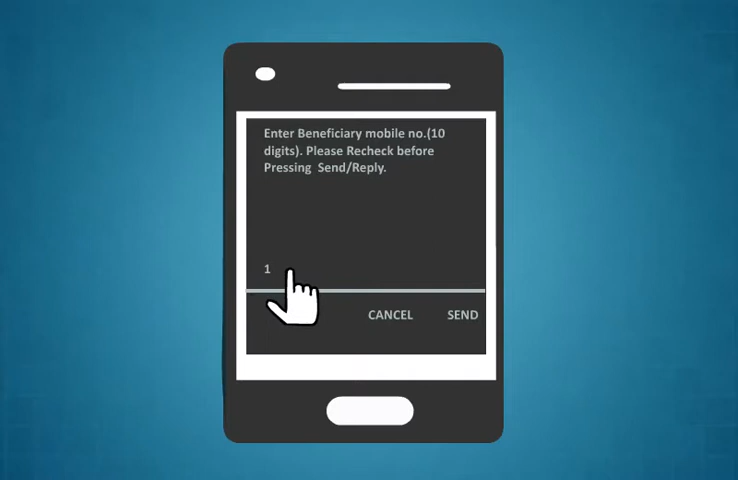 Enter Beneficiary mobile no.(10
digits). Please Recheck before
Pressing Send/Reply.
1
CANCEL SEND